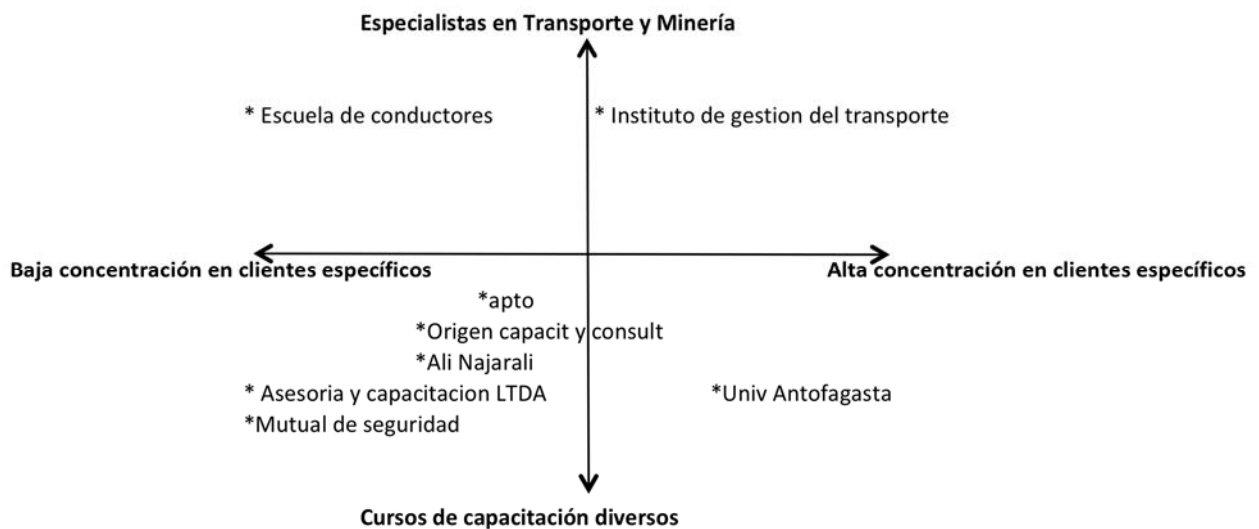 Especialistas en Transporte y Minería
* Escuela de conductores
* Instituto de gestion del transporte
Baja concentración en clientes específicos
Alta concentración en clientes específicos
*apto
*Origen capacit y consult
*Ali Najarali
* Asesoria y capacitacion LTDA
*Univ Antofagasta
*Mutual de seguridad
Cursos de capacitación diversos